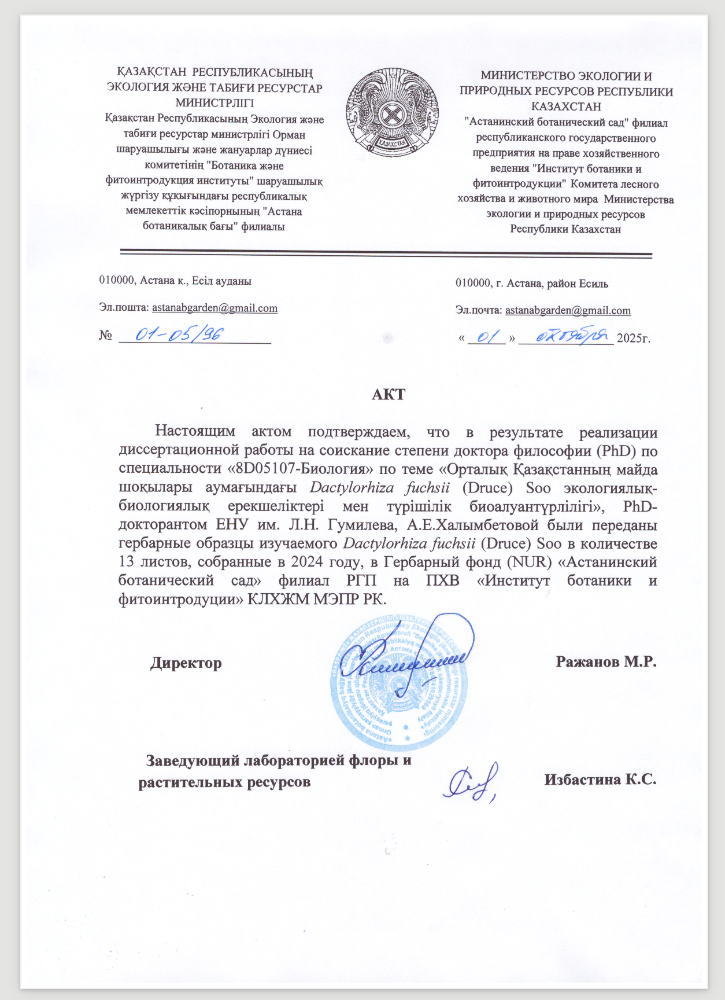 ҚАЗАҚСТАН РЕСПУБЛИКАСЫНЫҢ
ЭКОЛОГИЯ ЖӘНЕ ТАБИҒИ РЕСУРСТАР
МИНИСТРЛІГІ
Қазақстан Республикасының Экология және
табиғи ресурстар министрлігі Орман
шаруашылығы және жануарлар дүниесі
комитетінің "Ботаника және
фитоинтродукция институты" шаруашылық
жүргізу құқығындағы республикалық
мемлекеттік кәсіпорнының "Астана
ботаникалық бағы" филиалы
ҚАЗАХСТАН
МИНИСТЕРСТВО ЭКОЛОГИИ И
ПРИРОДНЫХ РЕСУРСОВ РЕСПУБЛИКИ
КАЗАХСТАН
"Астанинский ботанический сад" филиал
республиканского государственного
предприятия на праве хозяйственного
ведения "Институт ботаники и
фитоинтродукции" Комитета лесного
хозяйства и животного мира Министерства
экологии и природных ресурсов
Республики Казахстан
010000, Астана қ., Есіл ауданы
Эл.пошта: astanabgarden@gmail.com
№ 01-05/96
010000, г. Астана, район Есиль
Эл.почта: astanabgarden@gmail.com
« 01 » октября 2025г.
АКТ
Настоящим актом подтверждаем, что в результате реализации
диссертационной работы на соискание степени доктора философии (PhD) по
специальности «8D05107-Биология» по теме «Орталық Қазақстанның майда
шоқылары аумағындағы Dactylorhiza fuchsii (Druce) Soo экологиялық-
биологиялық ерекшеліктері мен түрішілік биоалуантүрлілігі», PhD-
докторантом ЕНУ им. Л.Н. Гумилева, А.Е.Халымбетовой были переданы
гербарные образцы изучаемого Dactylorhiza fuchsii (Druce) Soo в количестве
13 листов, собранные в 2024 году, в Гербарный фонд (NUR) «Астанинский
ботанический сад» филиал РГП на ПХВ «Институт ботаники и
фитоинтродуции» КЛХЖМ МЭПР РК.
Директор
Ражанов М.Р.
Заведующий лабораторией флоры и
растительных ресурсов
Избастина К.С.